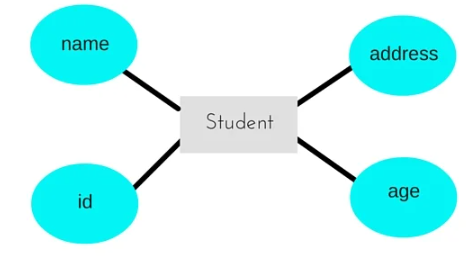 name
address
Student
id
age